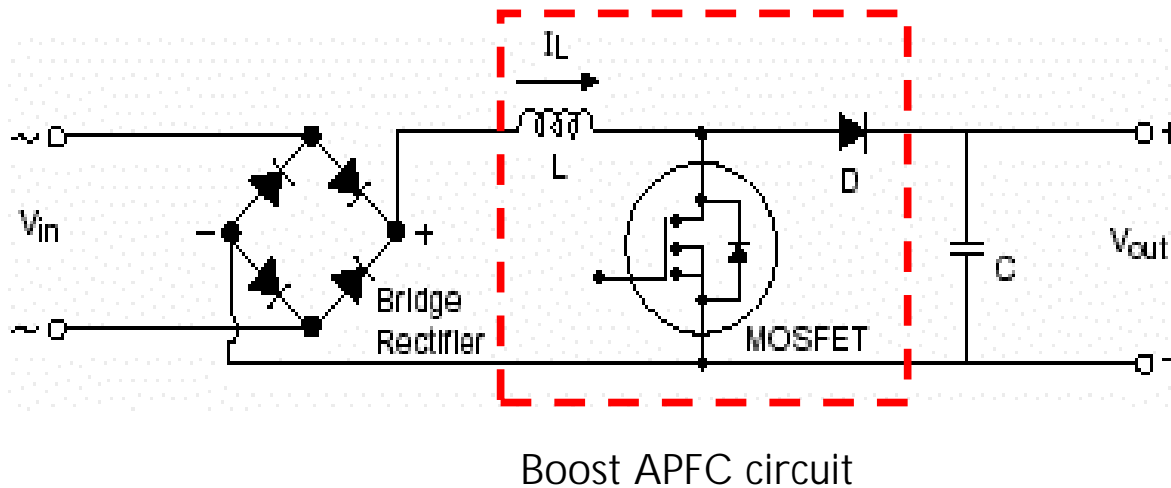 IL
~
+
L
D
Vin
−
+
Vout
C
Bridge
Rectifier
MOSFET
~
−
Boost APFC circuit